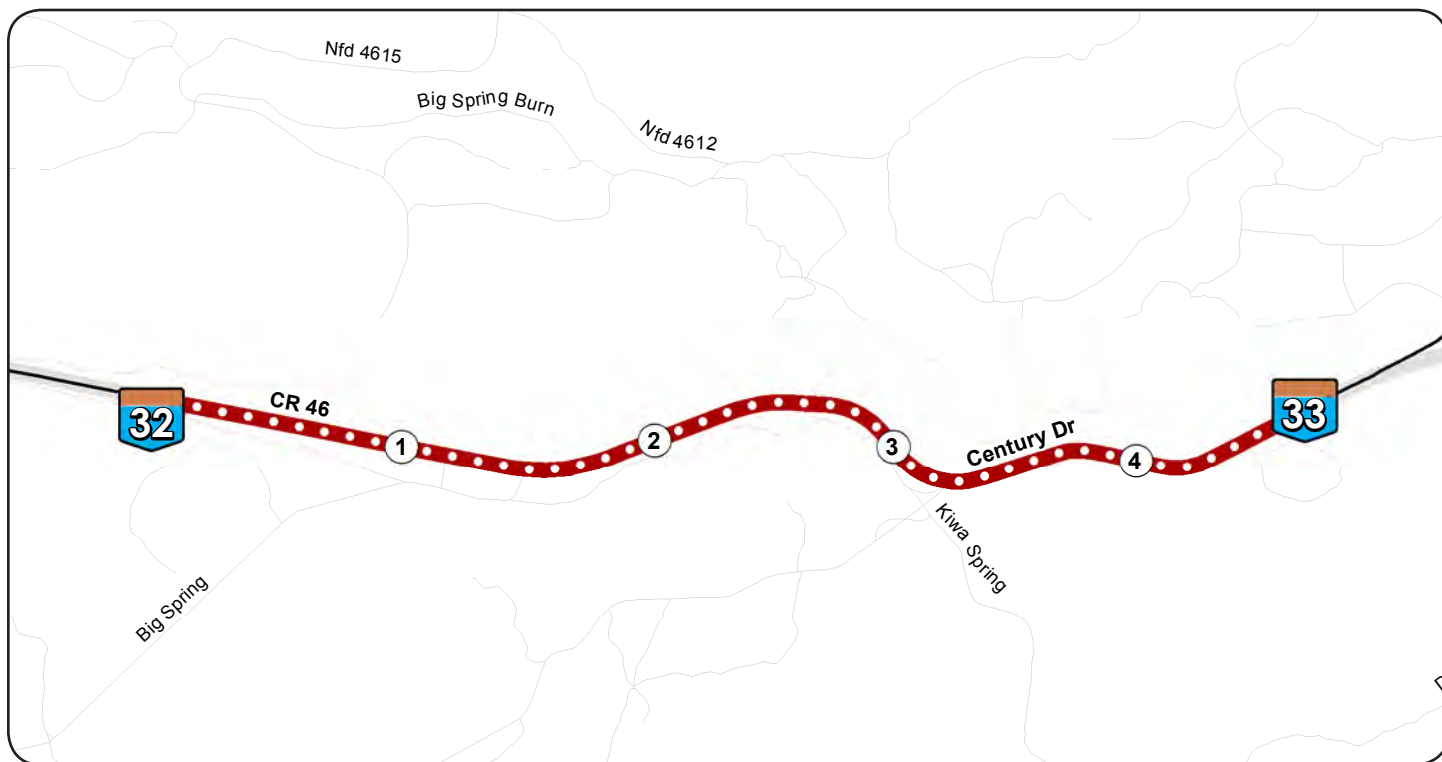 Nfd 4615
Big Spring Burn
Nfd 4612
CR 46
32
33
1
2
3
4
Century Dr
Kiwa Spring
Big Spring